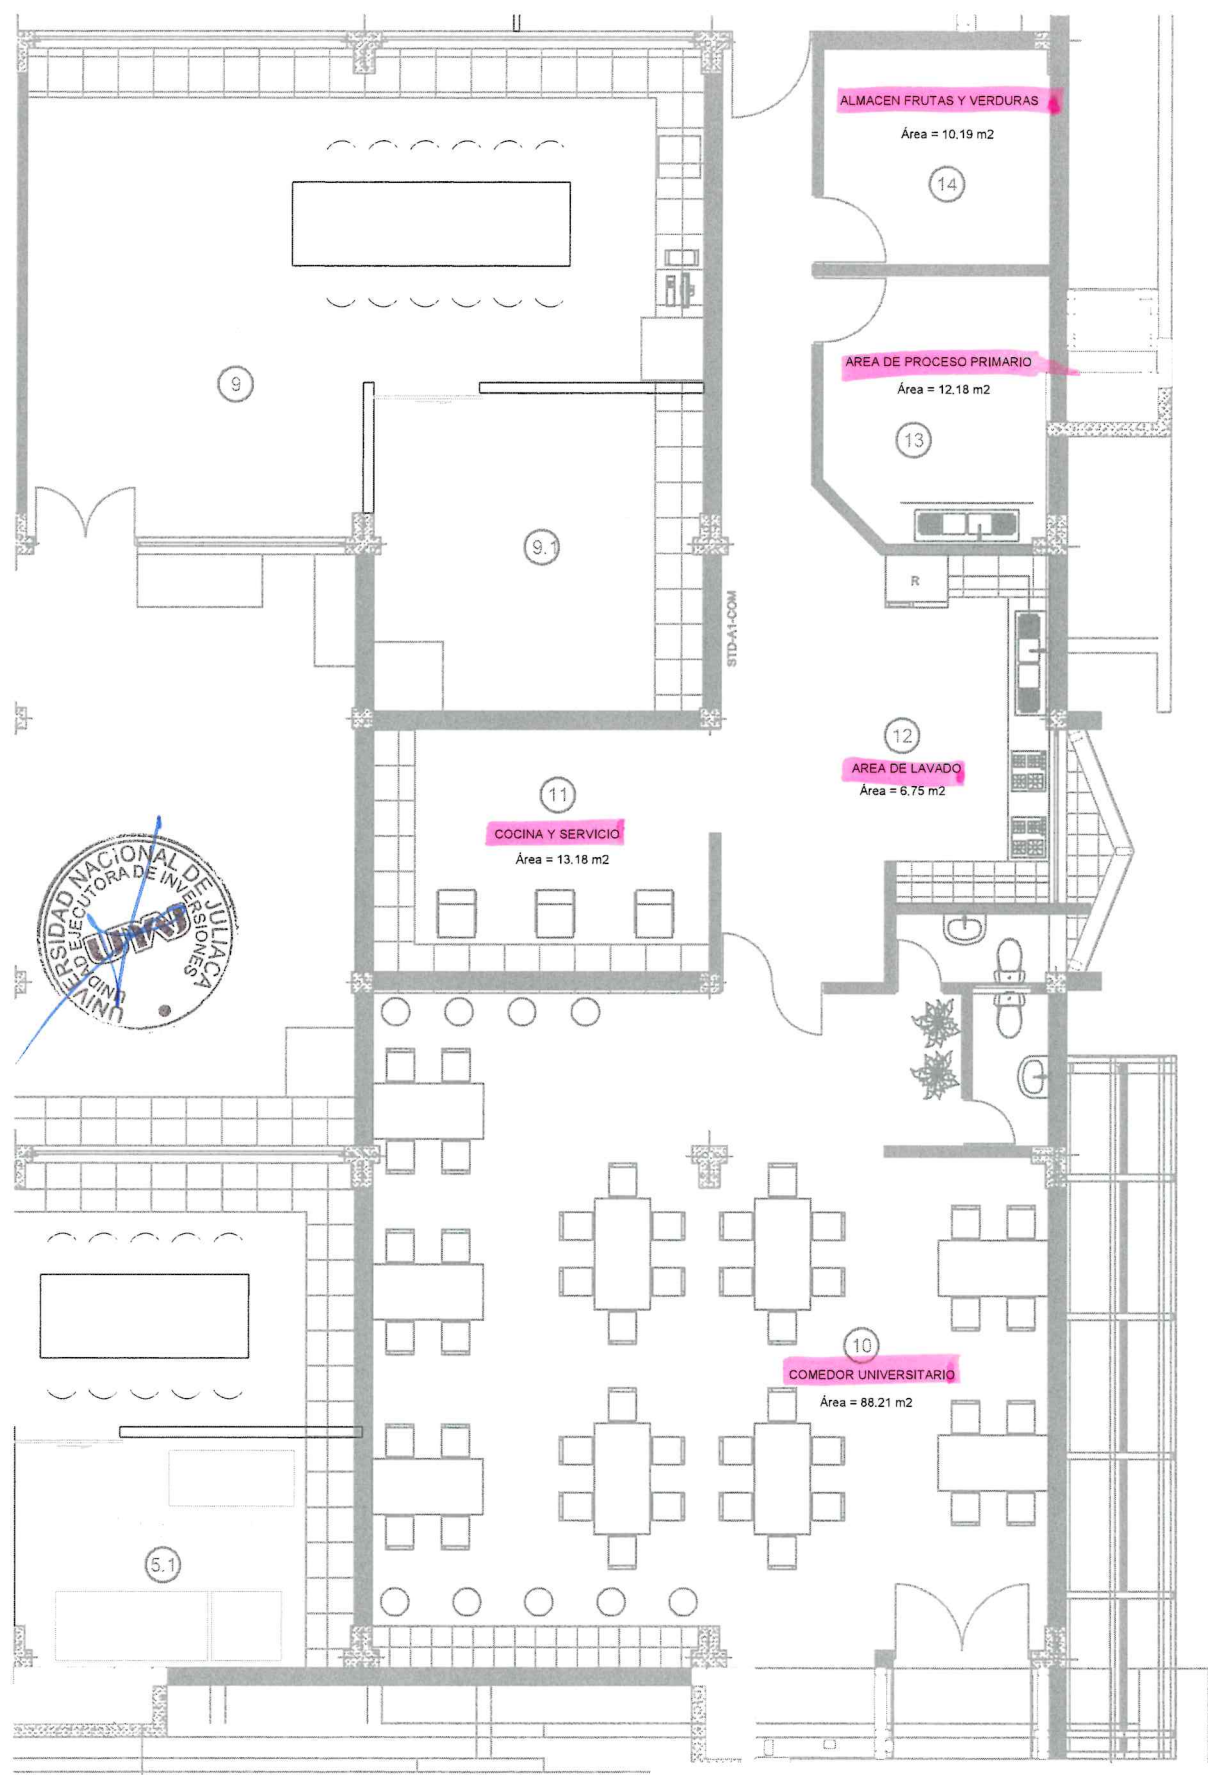 ALMACEN FRUTAS Y VERDURAS
Área = 10.19 m2
14
AREA DE PROCESO PRIMARIO
Área = 12.18 m2
13
9
9.1
R
STD-A1-COM
12
AREA DE LAVADO
Área = 6.75 m2
11
COCINA Y SERVICIO
Área = 13.18 m2
UNIVERSIDAD NACIONAL DE JULIACA
UNIDAD EJECUTORA DE INVERSIONES
UNAJ
10
COMEDOR UNIVERSITARIO
Área = 88.21 m2
5.1